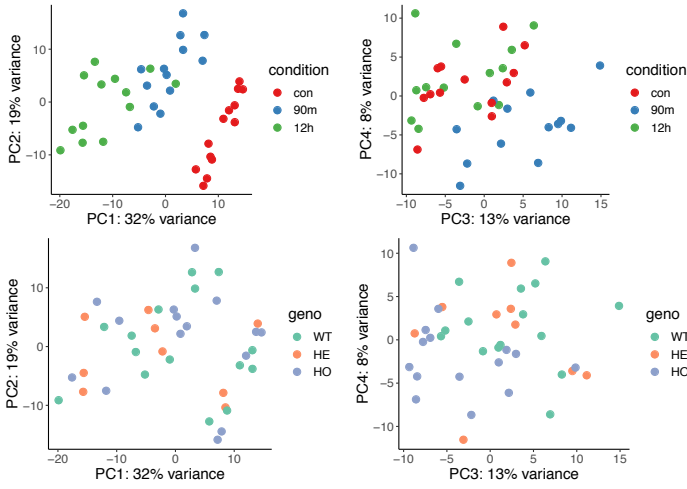 10
0
−10
−20
−10
0
10
PC1: 32% variance
PC2: 19% variance
condition
con
90m
12h
10
5
0
−5
−10
−10
−5
0
5
10
15
PC3: 13% variance
PC4: 8% variance
condition
con
90m
12h
10
0
−10
−20
−10
0
10
PC1: 32% variance
PC2: 19% variance
geno
WT
HE
HO
10
5
0
−5
−10
−10
−5
0
5
10
15
PC3: 13% variance
PC4: 8% variance
geno
WT
HE
HO